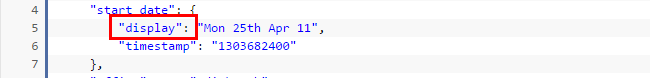 4 "start_date": {
5 "display": "Mon 25th Apr 11",
6 "timestamp": "1303682400"
7 },